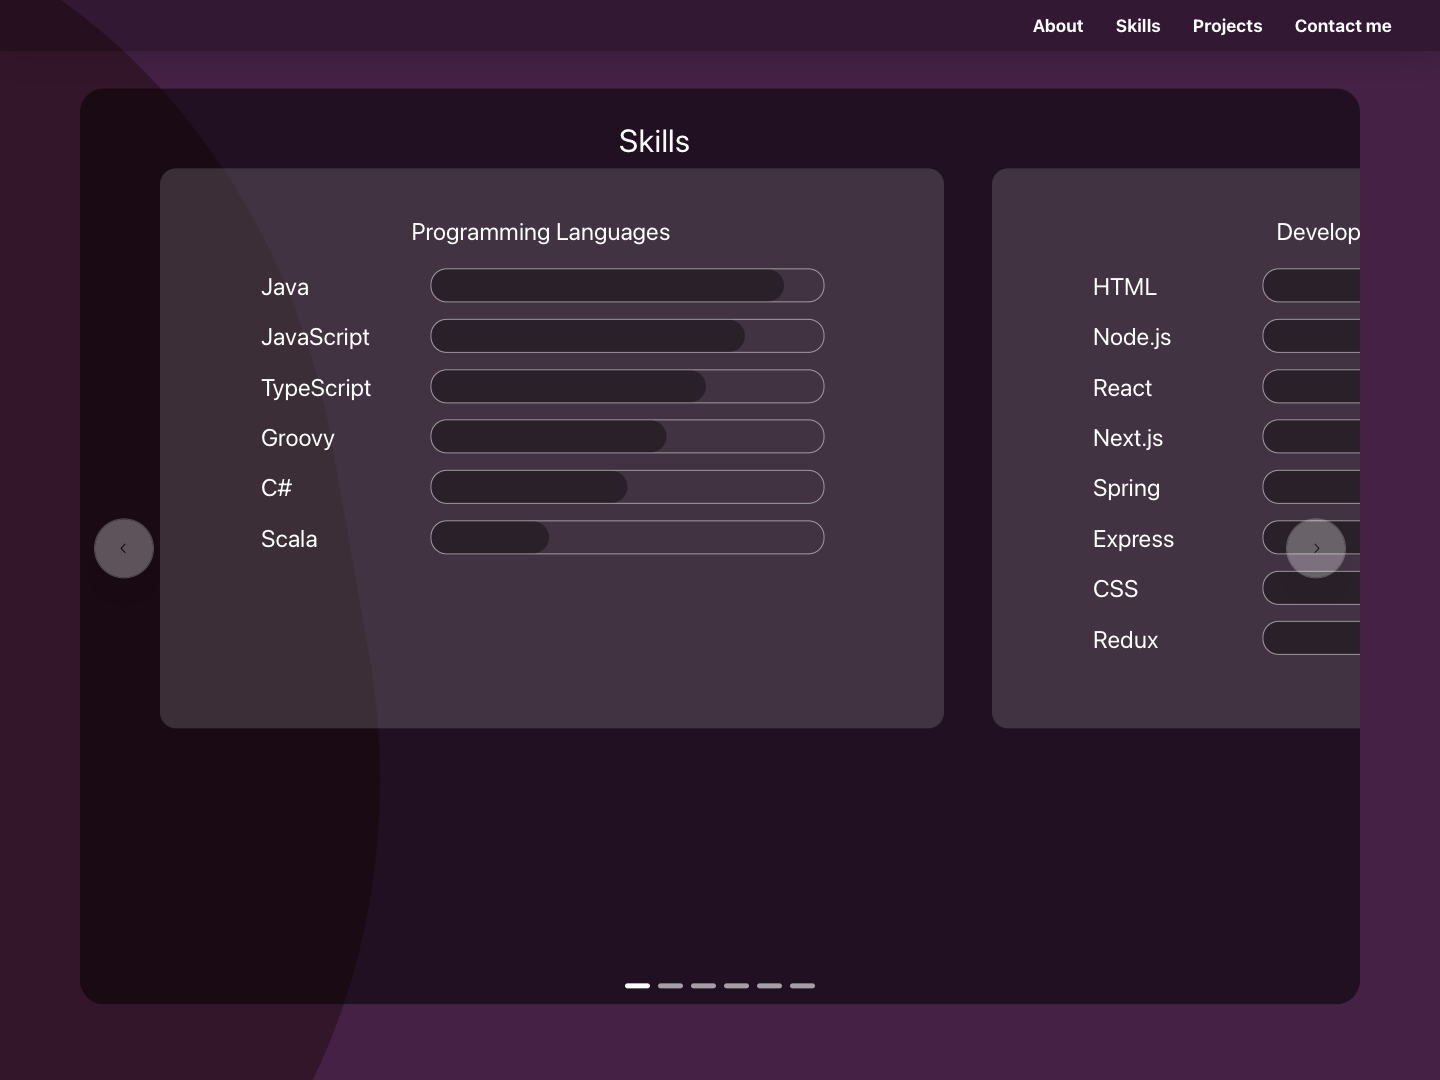 About Skills Projects Contact me
Skills
Programming Languages
Java
JavaScript
TypeScript
Groovy
C#
Scala
Develop
HTML
Node.js
React
Next.js
Spring
Express
CSS
Redux